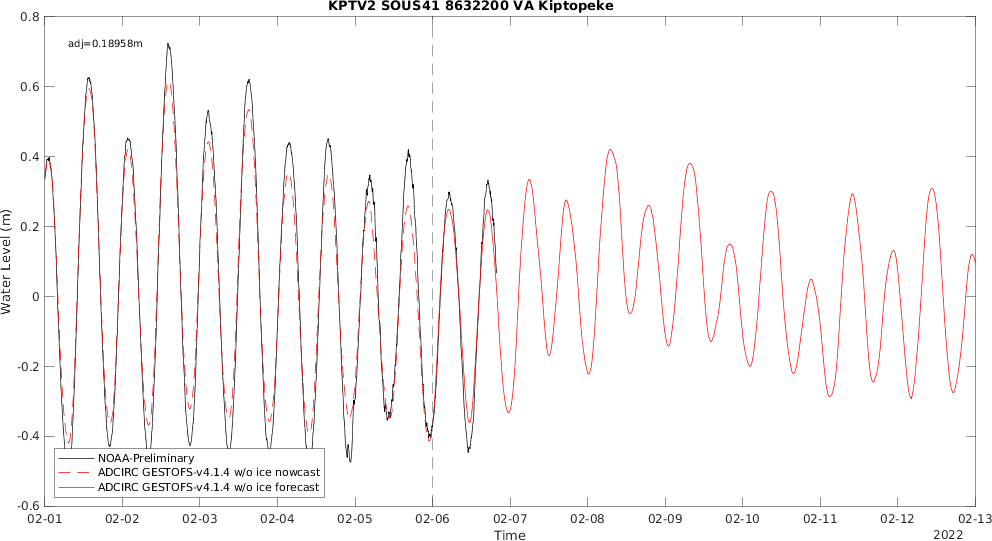 KPTV2 SOUS41 8632200 VA Kiptopeke
adj=0.18958m
0.8
0.6
0.4
0.2
0
-0.2
-0.4
-0.6
Water Level (m)
NOAA-Preliminary
ADCIRC GESTOFS-v4.1.4 w/o ice nowcast
ADCIRC GESTOFS-v4.1.4 w/o ice forecast
02-01 02-02 02-03 02-04 02-05 02-06 02-07 02-08 02-09 02-10 02-11 02-12 02-13
Time
2022